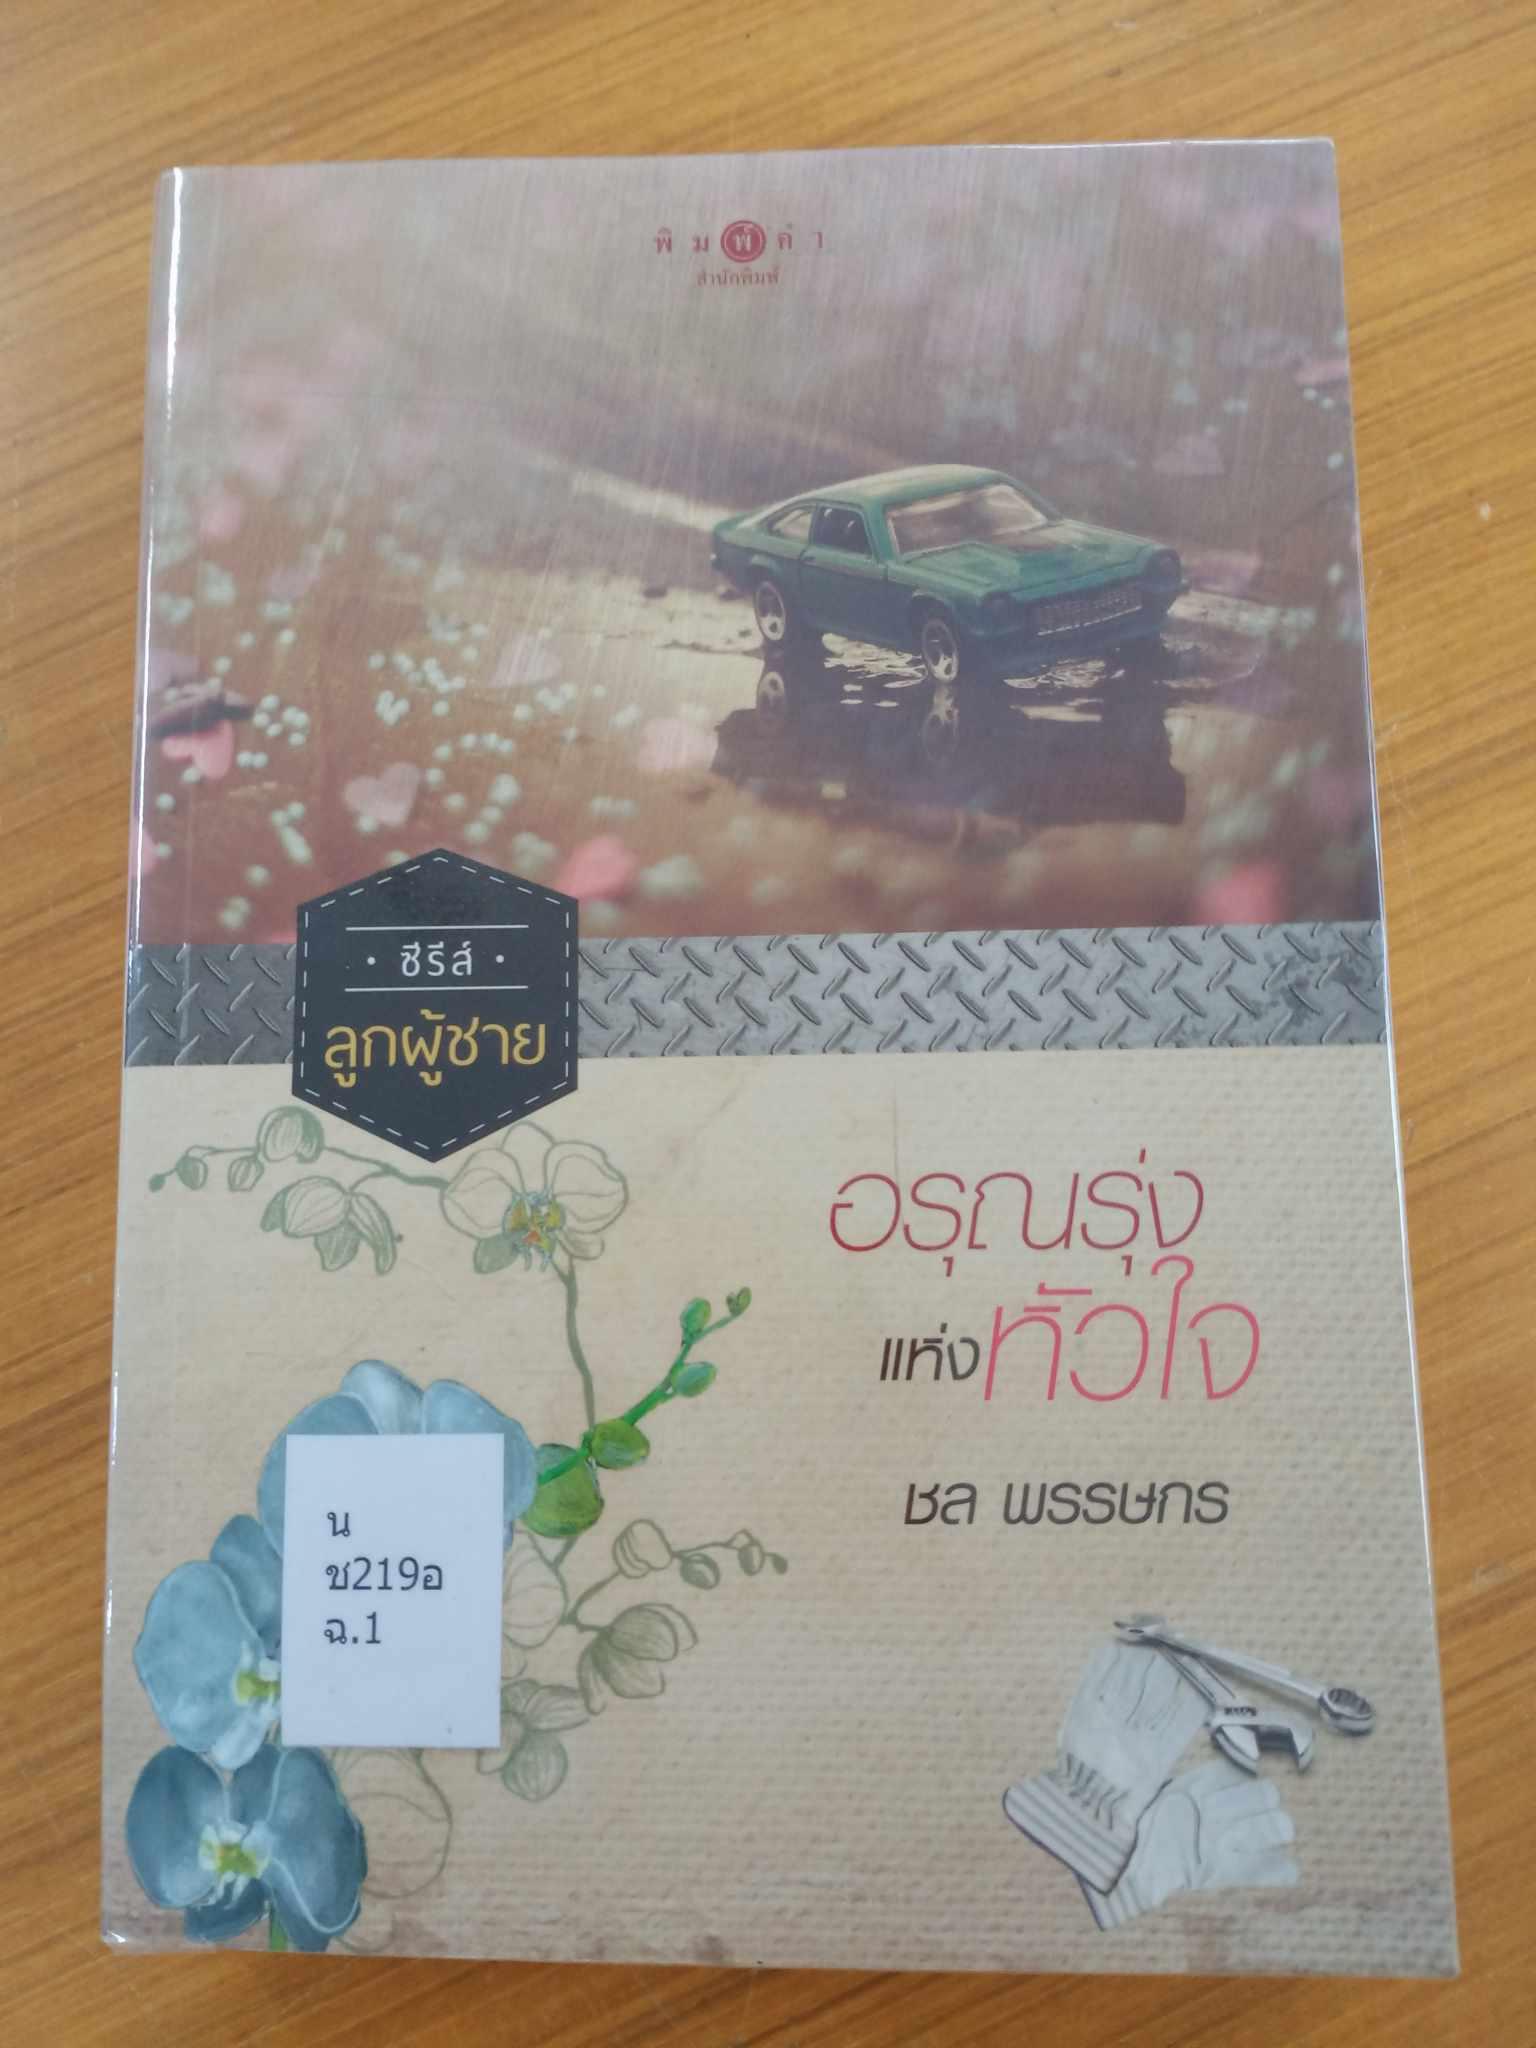 พิมพ์คำ
สำนักพิมพ์
• ซีรีส์ •
ลูกผู้ชาย
อรุณรุ่ง
แห่งหัวใจ
ชล พรรษกร
น
ช219อ
ฉ.1